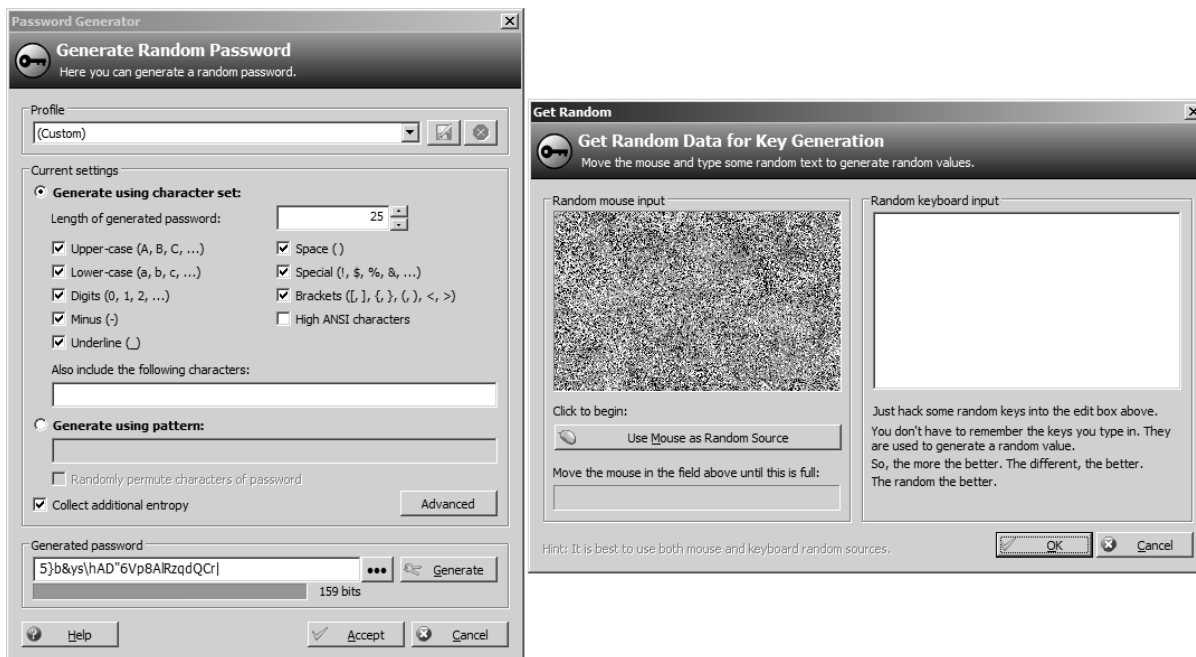 Password Generator
Generate Random Password
Here you can generate a random password.
Profile
(Custom)
Current settings
Generate using character set:
Length of generated password: 25
Upper-case (A, B, C, ...) Space ( )
Lower-case (a, b, c, ...) Special (!, $, %, &, ...)
Digits (0, 1, 2, ...) Brackets ([, ], {, }, (, ), <, >)
Minus (-) High ANSI characters
Underline (_)
Also include the following characters:
Generate using pattern:
Randomly permute characters of password
Collect additional entropy Advanced
Generated password
5}b&ys\hAD"6Vp8AlRzqdQCr| Generate
159 bits
Help Accept Cancel
Get Random
Get Random Data for Key Generation
Move the mouse and type some random text to generate random values.
Random mouse input
Click to begin:
Use Mouse as Random Source
Move the mouse in the field above until this is full:
Random keyboard input
Just hack some random keys into the edit box above.
You don't have to remember the keys you type in. They
are used to generate a random value.
So, the more the better. The different, the better.
The random the better.
Hint: It is best to use both mouse and keyboard random sources.
OK Cancel